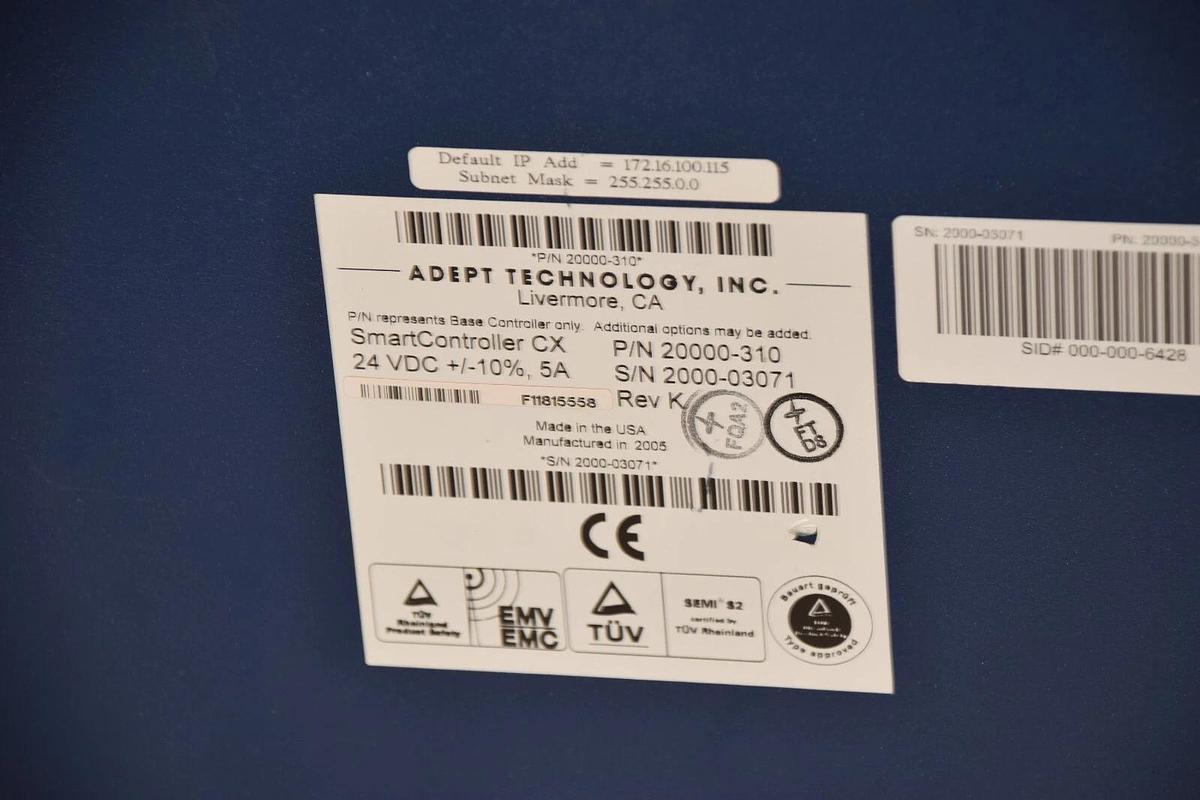 Default IP Add = 172.16.100.115
Subnet Mask = 255.255.0.0
*P/N 20000-310*
ADEPT TECHNOLOGY, INC.
Livermore, CA
P/N represents Base Controller only. Additional options may be added.
SmartController CX P/N 20000-310
24 VDC +/-10%, 5A S/N 2000-03071
F11815558 Rev K
FQA2
Made in the USA
Manufactured in: 2005
*S/N 2000-03071*
CE
TÜV
Rheinland
Product Safety
EMV
EMC
TÜV
SEMI® S2
certified by
TÜV Rheinland
Bauart geprüft
Type approved
SN: 2000-03071 PN: 20000-3
SID# 000-000-6428